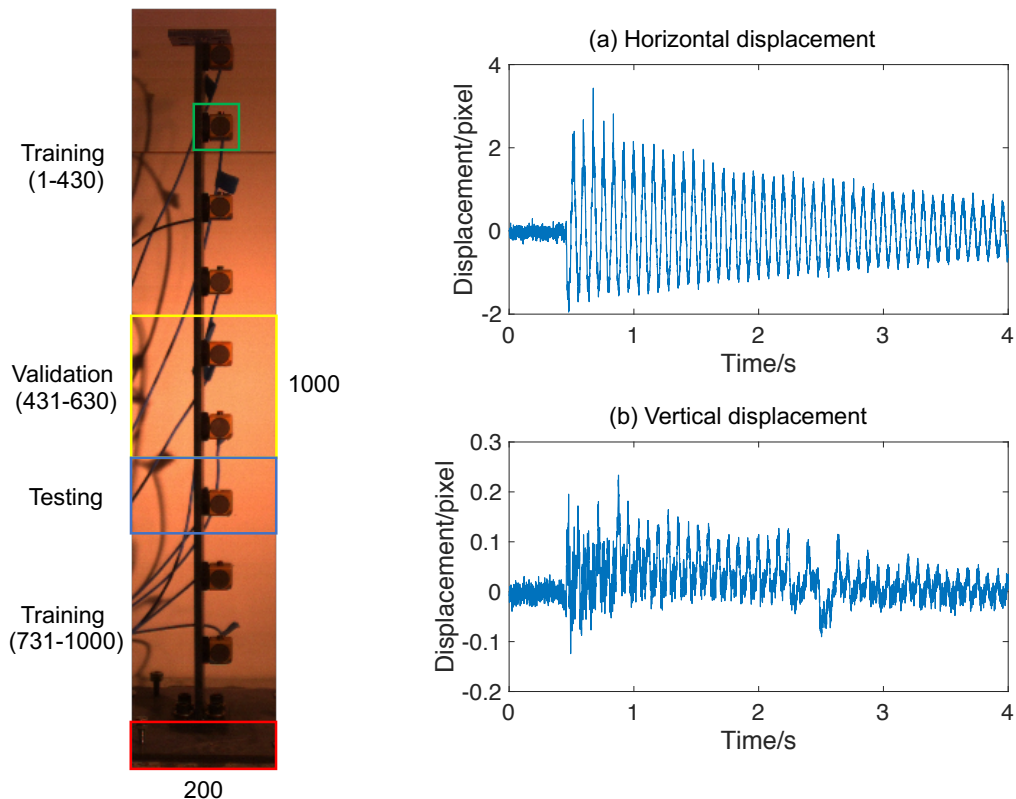 Training
(1-430)
Validation
(431-630)
Testing
Training
(731-1000)
1000
200
(a) Horizontal displacement
Displacement/pixel
4
2
0
-2
0
1
2
3
4
Time/s
(b) Vertical displacement
Displacement/pixel
0.3
0.2
0.1
0
-0.1
-0.2
0
1
2
3
4
Time/s